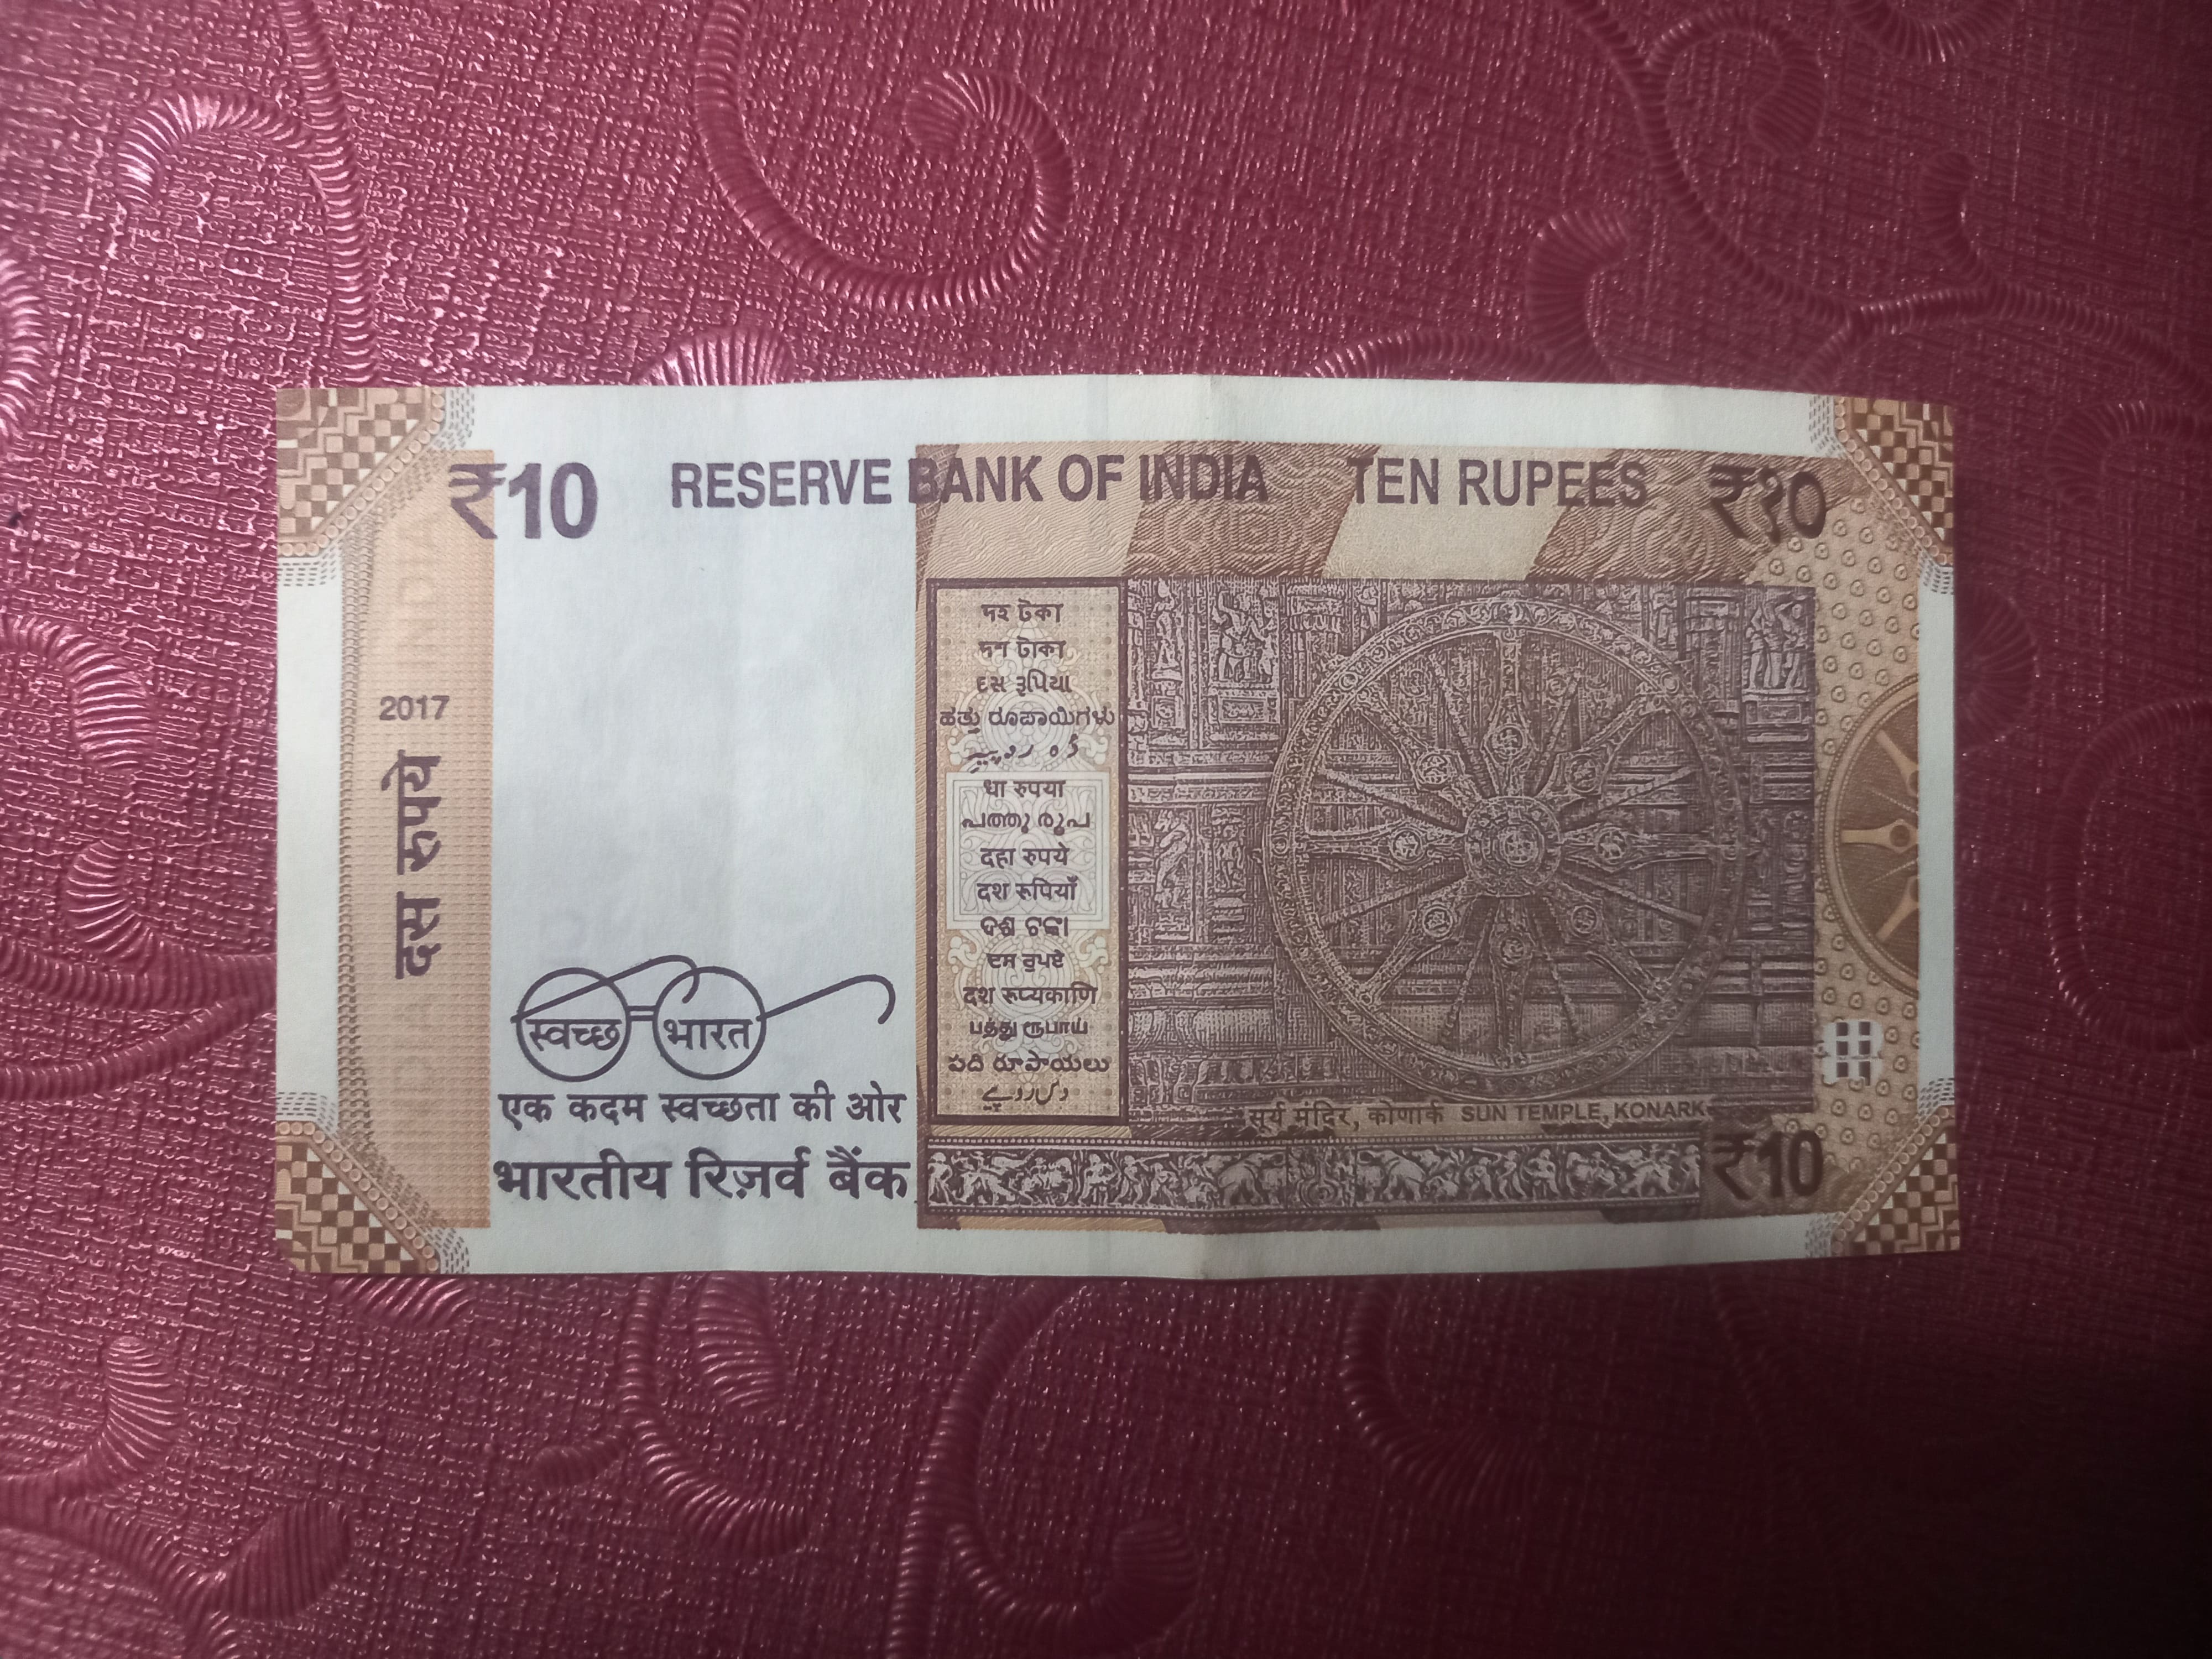 ₹10 RESERVE BANK OF INDIA TEN RUPEES ₹१०
2017
दस रुपये
INDIA
দহ টকা
দশ টাকা
દસ રૂપિયા
ಹತ್ತು ರೂಪಾಯಿಗಳು
धा रुपया
പത്തു രൂപ
दहा रुपये
दश रूपियाँ
ଦଶ ଟଙ୍କା
ਦਸ ਰੁਪਏ
दश रूप्यकाणि
பத்து ரூபாய்
పది రూపాయలు
دس روپے
स्वच्छ भारत
एक कदम स्वच्छता की ओर
भारतीय रिज़र्व बैंक
सूर्य मंदिर, कोणार्क SUN TEMPLE, KONARK
₹10